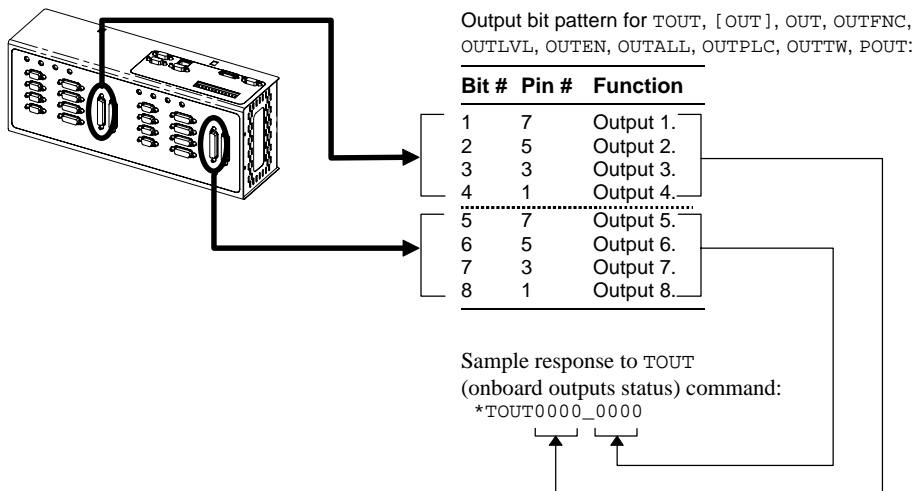 Output bit pattern for TOUT, [OUT], OUT, OUTFNC,
OUTLVL, OUTEN, OUTALL, OUTPLC, OUTTW, POUT:
Bit # Pin # Function
1 7 Output 1.
2 5 Output 2.
3 3 Output 3.
4 1 Output 4.
5 7 Output 5.
6 5 Output 6.
7 3 Output 7.
8 1 Output 8.
Sample response to TOUT
(onboard outputs status) command:
*TOUT0000_0000